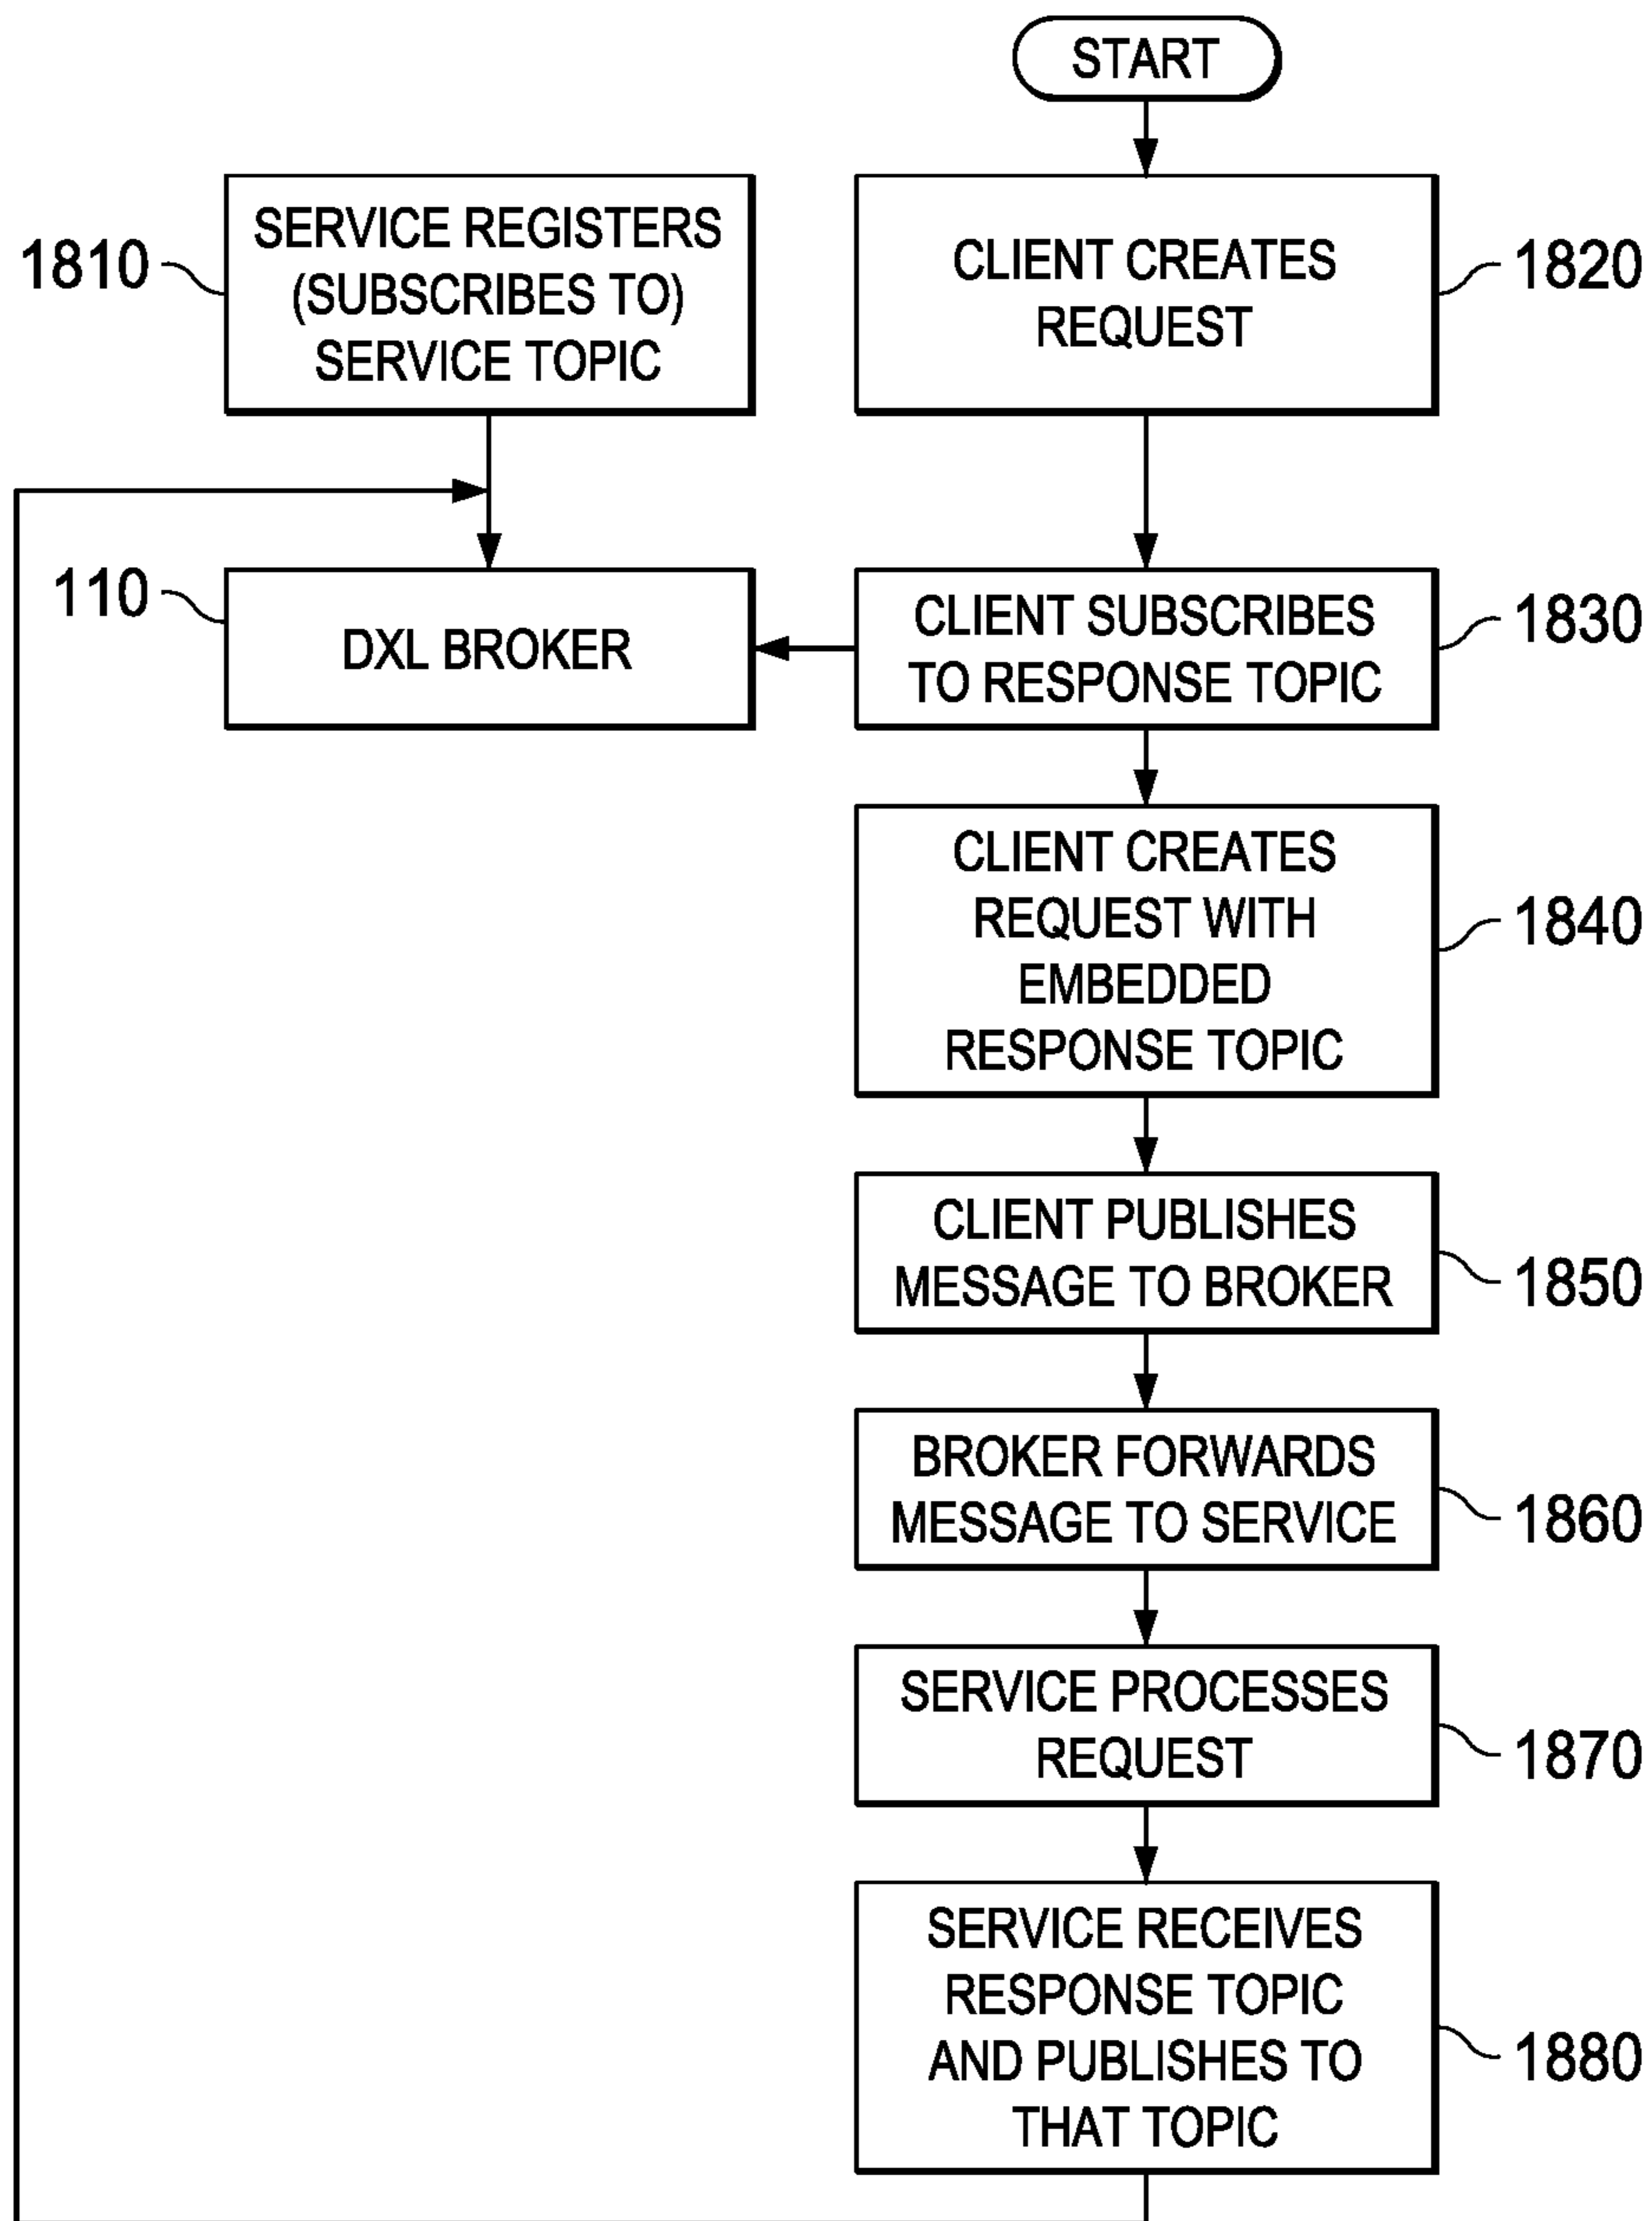 START
SERVICE REGISTERS
(SUBSCRIBES TO)
SERVICE TOPIC
1810
CLIENT CREATES
REQUEST
1820
110
DXL BROKER
CLIENT SUBSCRIBES
TO RESPONSE TOPIC
1830
CLIENT CREATES
REQUEST WITH
EMBEDDED
RESPONSE TOPIC
1840
CLIENT PUBLISHES
MESSAGE TO BROKER
1850
BROKER FORWARDS
MESSAGE TO SERVICE
1860
SERVICE PROCESSES
REQUEST
1870
SERVICE RECEIVES
RESPONSE TOPIC
AND PUBLISHES TO
THAT TOPIC
1880